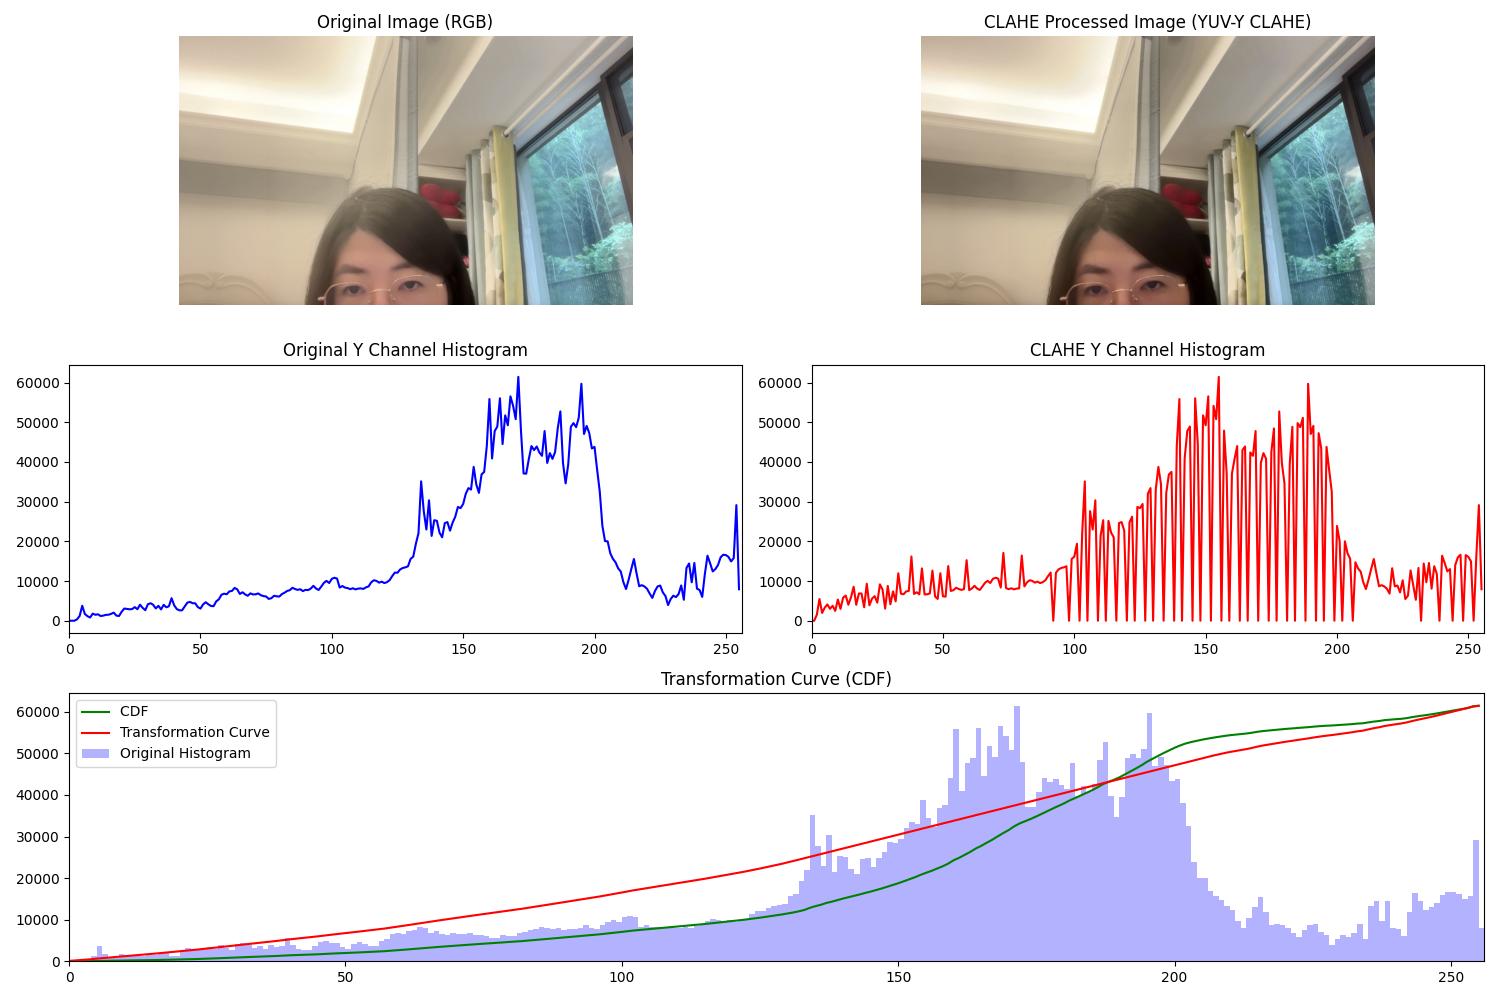 Original Image (RGB)
CLAHE Processed Image (YUV-Y CLAHE)
Original Y Channel Histogram
CLAHE Y Channel Histogram
60000
50000
40000
30000
20000
10000
0
0 50 100 150 200 250
60000
50000
40000
30000
20000
10000
0
0 50 100 150 200 250
Transformation Curve (CDF)
CDF
Transformation Curve
Original Histogram
60000
50000
40000
30000
20000
10000
0
0 50 100 150 200 250